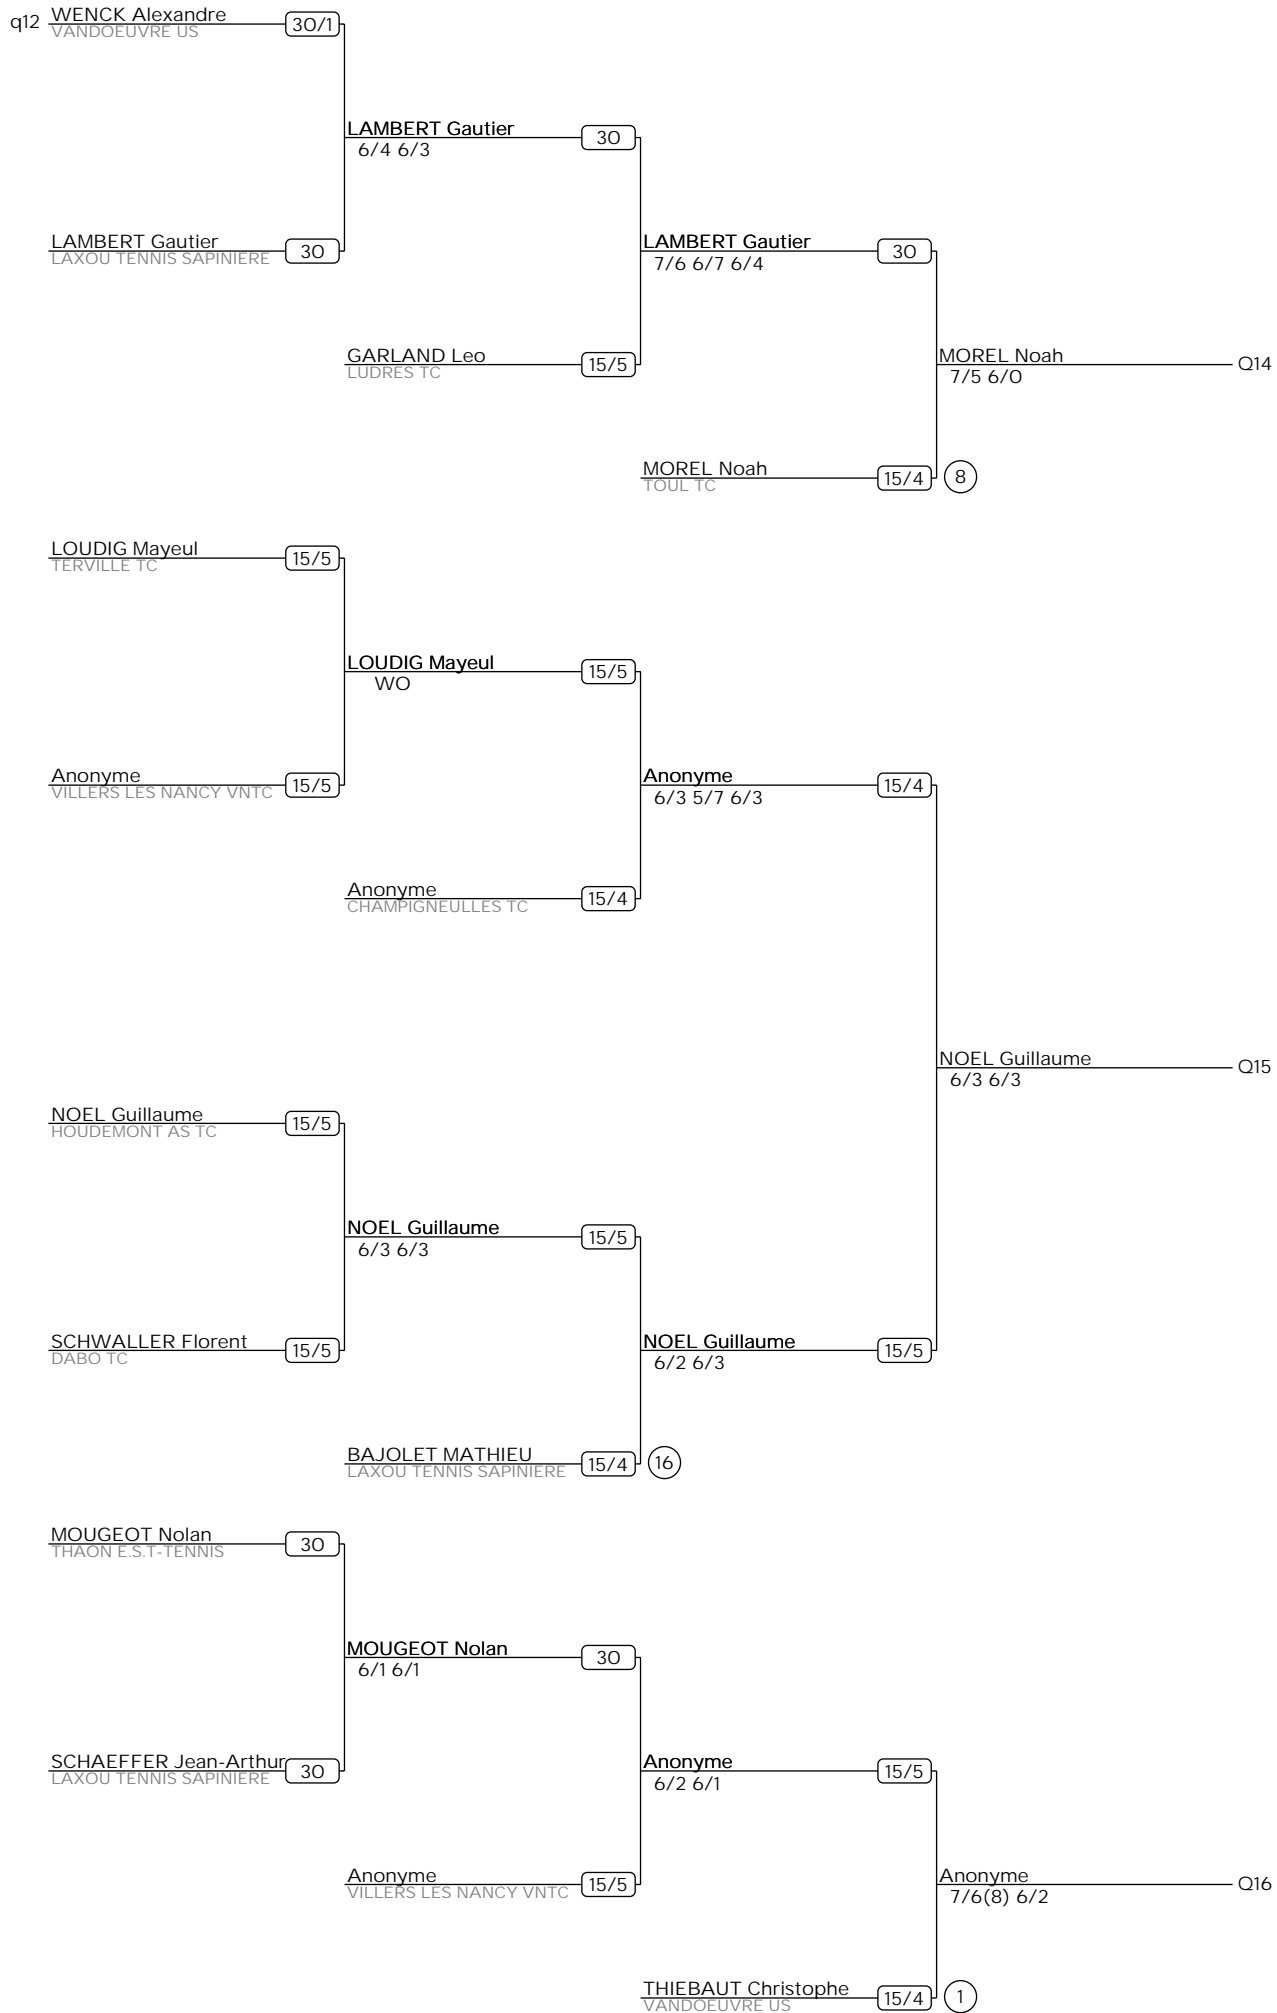 q12 WENCK Alexandre 30/1
VANDOEUVRE US
LAMBERT Gautier 30
6/4 6/3
LAMBERT Gautier 30
LAXOU TENNIS SAPINIERE
LAMBERT Gautier 30
7/6 6/7 6/4
GARLAND Leo 15/5
LUDRES TC
MOREL Noah Q14
7/5 6/0
MOREL Noah 15/4 8
TOUL TC
LOUDIG Mayeul 15/5
TERVILLE TC
LOUDIG Mayeul 15/5
WO
Anonyme 15/5
VILLERS LES NANCY VNTC
Anonyme 15/4
6/3 5/7 6/3
Anonyme 15/4
CHAMPIGNEULLES TC
NOEL Guillaume Q15
6/3 6/3
NOEL Guillaume 15/5
HOUDEMONT AS TC
NOEL Guillaume 15/5
6/3 6/3
SCHWALLER Florent 15/5
DABO TC
NOEL Guillaume 15/5
6/2 6/3
BAJOLET MATHIEU 15/4 16
LAXOU TENNIS SAPINIERE
MOUGEOT Nolan 30
THAON E.S.T-TENNIS
MOUGEOT Nolan 30
6/1 6/1
SCHAEFFER Jean-Arthur 30
LAXOU TENNIS SAPINIERE
Anonyme 15/5
6/2 6/1
Anonyme 15/5
VILLERS LES NANCY VNTC
Anonyme Q16
7/6(8) 6/2
THIEBAUT Christophe 15/4 1
VANDOEUVRE US